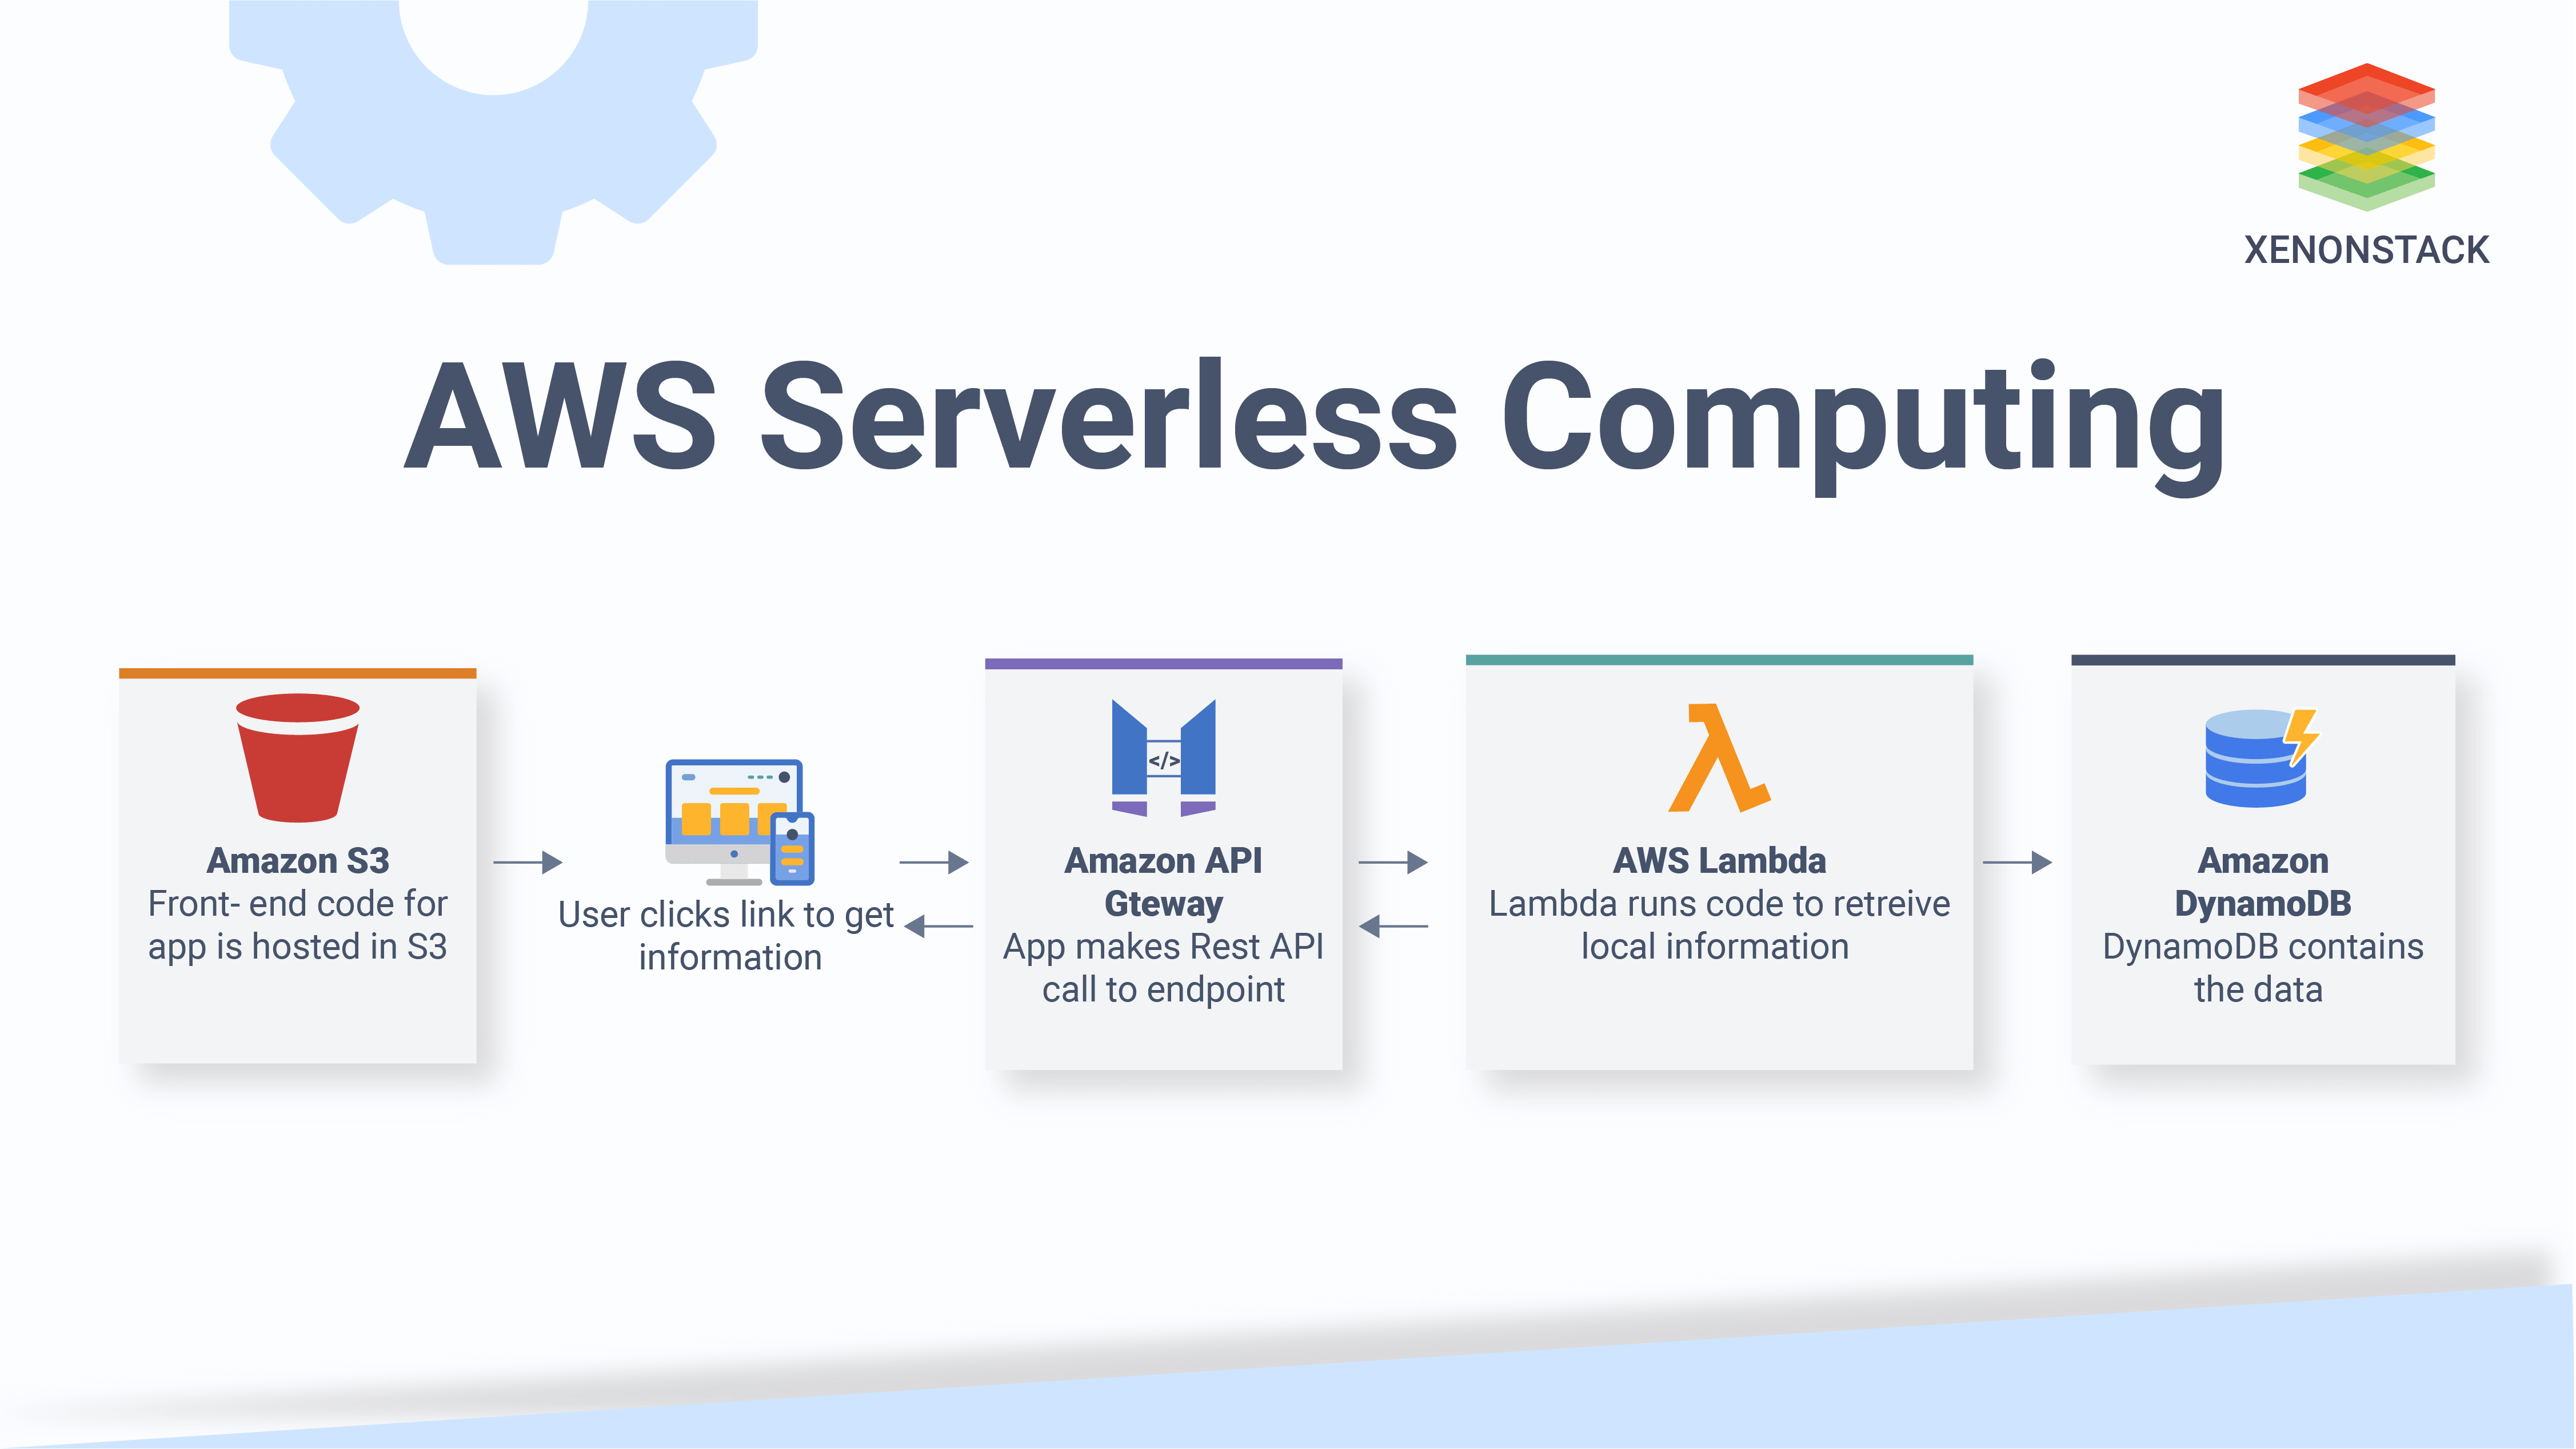 XENONSTACK
AWS Serverless Computing
Amazon S3
Front- end code for
app is hosted in S3
User clicks link to get
information
</>
Amazon API
Gteway
App makes Rest API
call to endpoint
AWS Lambda
Lambda runs code to retreive
local information
Amazon
DynamoDB
DynamoDB contains
the data